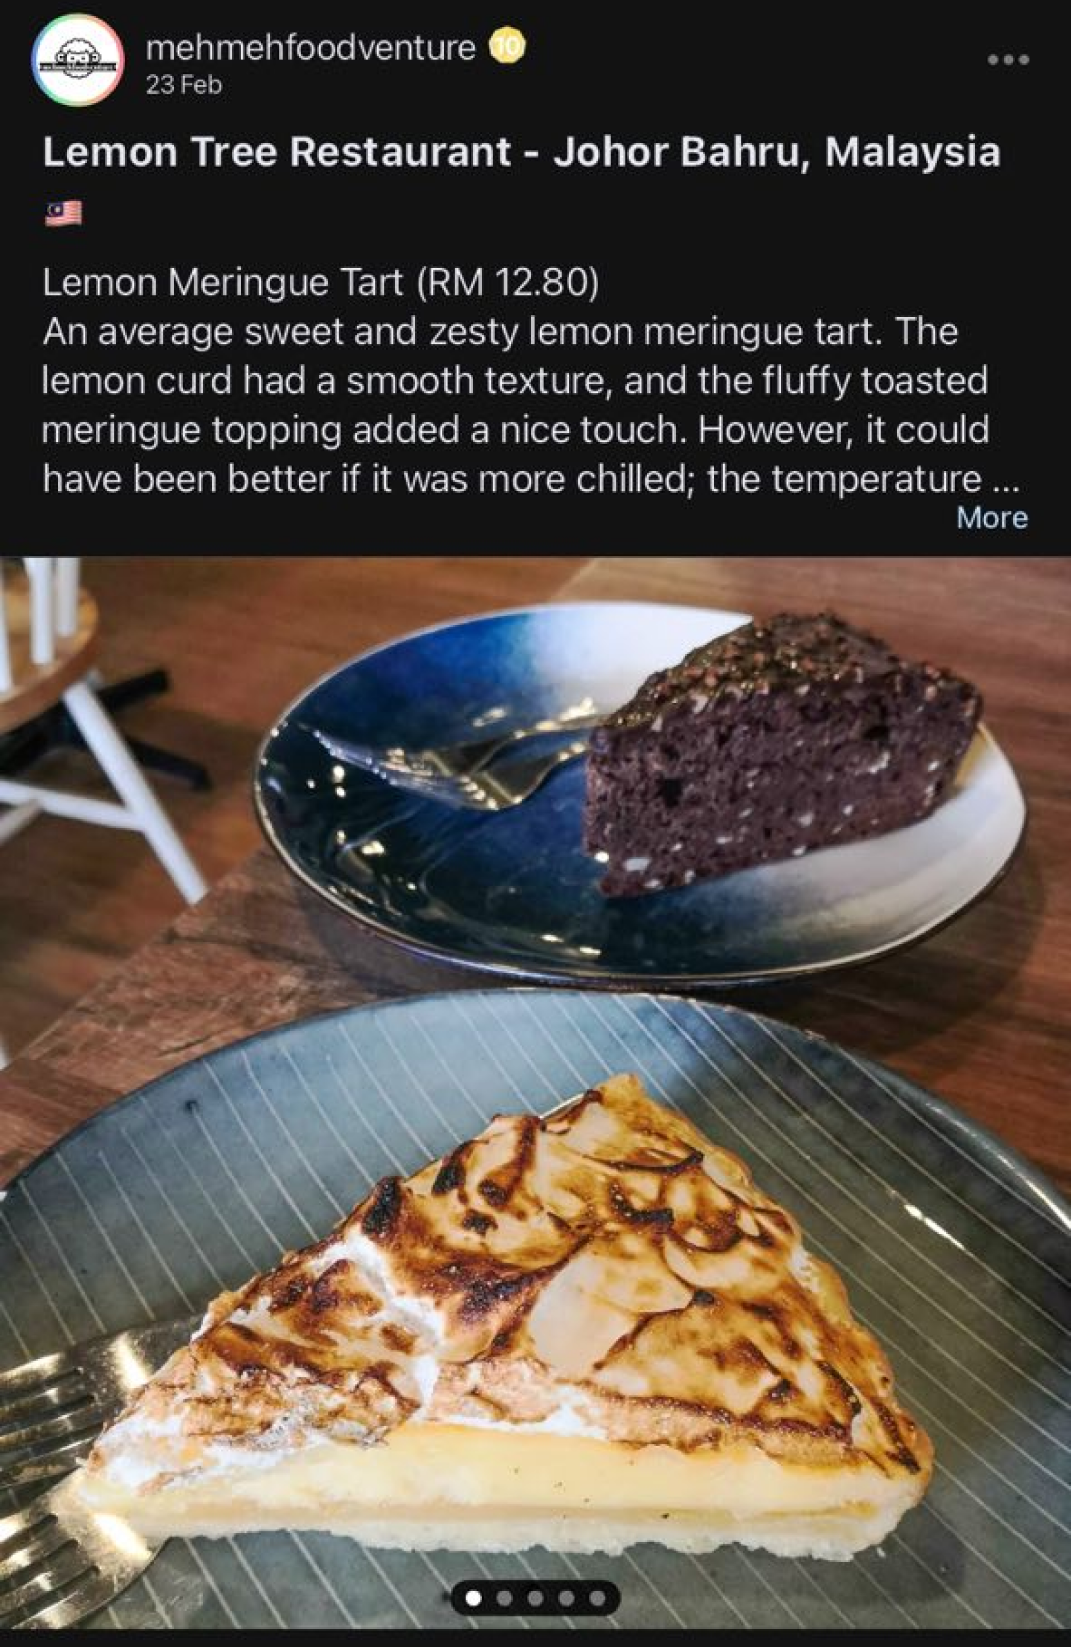 mehmehfoodventure 10
23 Feb
Lemon Tree Restaurant - Johor Bahru, Malaysia
🇲🇾
Lemon Meringue Tart (RM 12.80)
An average sweet and zesty lemon meringue tart. The
lemon curd had a smooth texture, and the fluffy toasted
meringue topping added a nice touch. However, it could
have been better if it was more chilled; the temperature ...
More